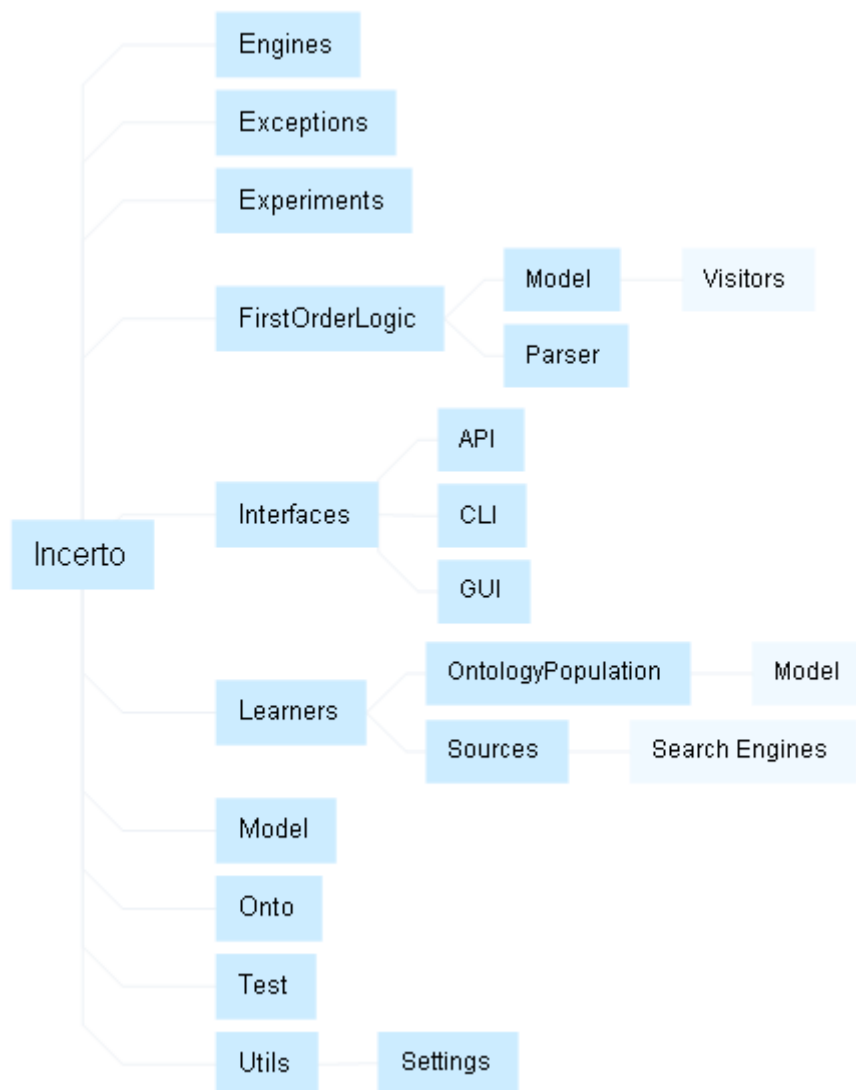 Engines
Exceptions
Experiments
Model
Visitors
FirstOrderLogic
Parser
API
Interfaces
CLI
Incerto
GUI
OntologyPopulation
Model
Learners
Sources
Search Engines
Model
Onto
Test
Utils
Settings